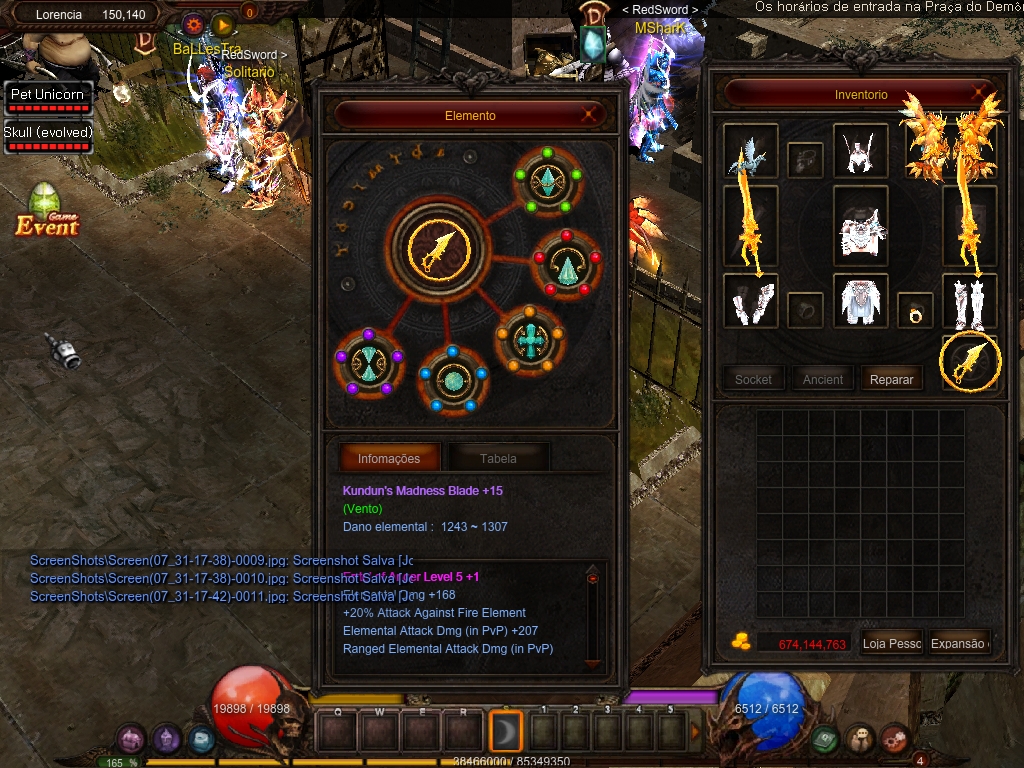 Lorencia 150,140
0
BaLLesTra
RedSword >
Solitario
Pet Unicorn
Skull (evolved)
Game
Event
< RedSword >
MSharK
Os horários de entrada na Praça do Demôn
Elemento
Infomações
Tabela
Kundun's Madness Blade +15
(Vento)
Dano elemental : 1243 ~ 1307
ScreenShots\Screen(07_31-17-38)-0009.jpg: Screenshot Salva [Jo
ScreenShots\Screen(07_31-17-38)-0010.jpg: Screenshot Salva [Jo
ScreenShots\Screen(07_31-17-42)-0011.jpg: Screenshot Salva [Jo
Level 5 +1
Dmg +168
+20% Attack Against Fire Element
Elemental Attack Dmg (in PvP) +207
Ranged Elemental Attack Dmg (in PvP)
Inventorio
Socket
Ancient
Reparar
674,144,763
Loja Pesso
Expansão
19898 / 19898
Q W E R
1 2 3 4 5
6512 / 6512
165 %
28466000 / 85349350
4